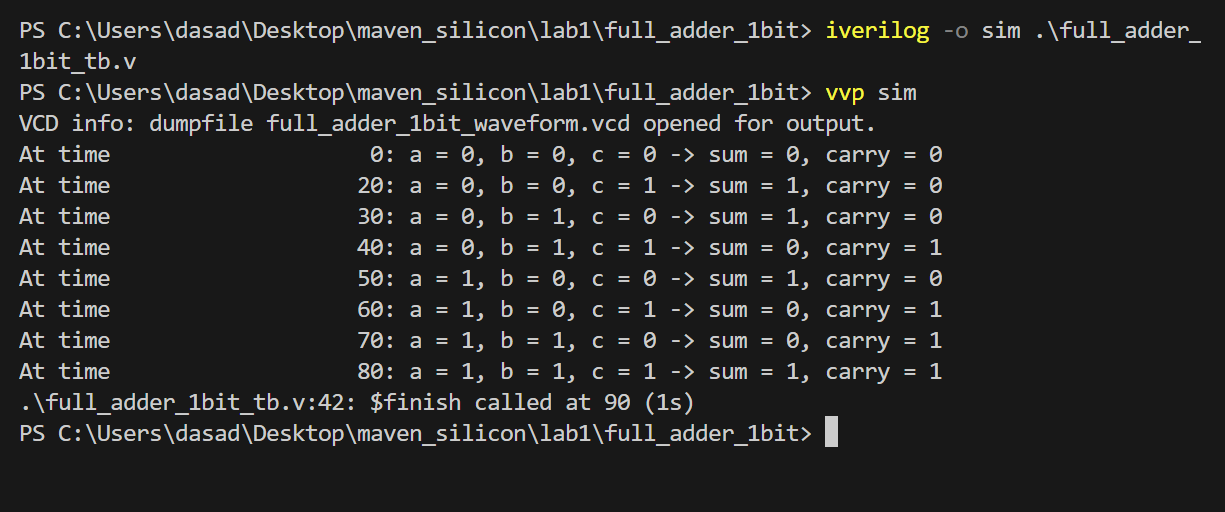 PS C:\Users\dasad\Desktop\maven_silicon\lab1\full_adder_1bit> iverilog -o sim .\full_adder_
1bit_tb.v
PS C:\Users\dasad\Desktop\maven_silicon\lab1\full_adder_1bit> vvp sim
VCD info: dumpfile full_adder_1bit_waveform.vcd opened for output.
At time                    0: a = 0, b = 0, c = 0 -> sum = 0, carry = 0
At time                   20: a = 0, b = 0, c = 1 -> sum = 1, carry = 0
At time                   30: a = 0, b = 1, c = 0 -> sum = 1, carry = 0
At time                   40: a = 0, b = 1, c = 1 -> sum = 0, carry = 1
At time                   50: a = 1, b = 0, c = 0 -> sum = 1, carry = 0
At time                   60: a = 1, b = 0, c = 1 -> sum = 0, carry = 1
At time                   70: a = 1, b = 1, c = 0 -> sum = 0, carry = 1
At time                   80: a = 1, b = 1, c = 1 -> sum = 1, carry = 1
.\full_adder_1bit_tb.v:42: $finish called at 90 (1s)
PS C:\Users\dasad\Desktop\maven_silicon\lab1\full_adder_1bit>